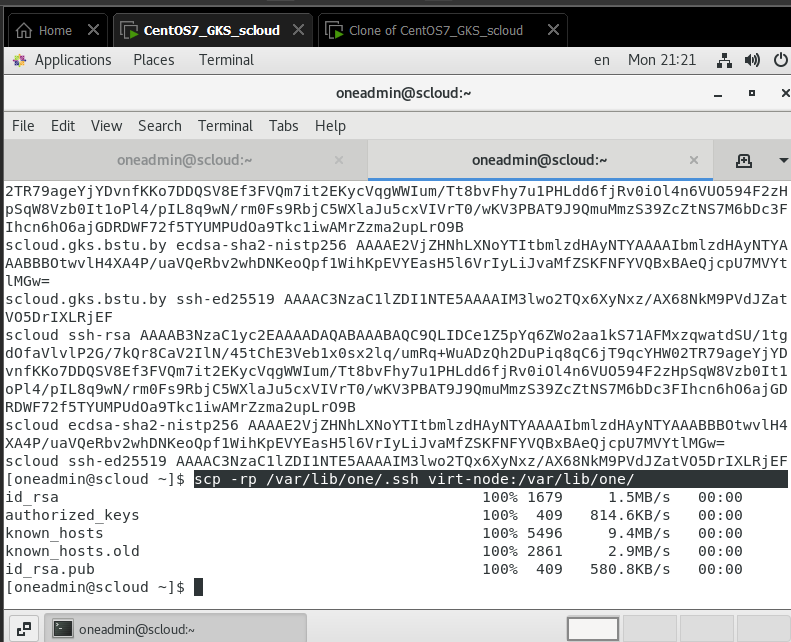 Home
CentOS7_GKS_scloud
Clone of CentOS7_GKS_scloud
Applications Places Terminal en Mon 21:21
oneadmin@scloud:~
File Edit View Search Terminal Tabs Help
oneadmin@scloud:~ oneadmin@scloud:~
2TR79ageYjYDvnfKKo7DDQSV8Ef3FVQm7it2EKycVqgWWIum/Tt8bvFhy7u1PHLdd6fjRv0iOl4n6VUO594F2zH
pSqW8Vzb0It1oPl4/pIL8q9wN/rm0Fs9RbjC5WXlaJu5cxVIVrT0/wKV3PBAT9J9QmuMmzS39ZcZtNS7M6bDc3F
Ihcn6hO6ajGDRDWF72f5TYUMPUdOa9Tkc1iwAMrZzma2upLrO9B
scloud.gks.bstu.by ecdsa-sha2-nistp256 AAAAE2VjZHNhLXNoYTItbmlzdHAyNTYAAAAIbmlzdHAyNTYA
AABBBOtwvlH4XA4P/uaVQeRbv2whDNKeoQpf1WihKpEVYEasH5l6VrIyLiJvaMfZSKFNFYVQBxBAeQjcpU7MVYt
lMGw=
scloud.gks.bstu.by ssh-ed25519 AAAAC3NzaC1lZDI1NTE5AAAAIM3lwo2TQx6XyNxz/AX68NkM9PVdJZat
VO5DrIXLRjEF
scloud ssh-rsa AAAAB3NzaC1yc2EAAAADAQABAAABAQC9QLIDCe1Z5pYq6ZWo2aa1kS71AFMxzqwatdSU/1tg
dOfaVlvlP2G/7kQr8CaV2IlN/45tChE3Veb1x0sx2lq/umRq+WuADzQh2DuPiq8qC6jT9qcYHW02TR79ageYjYD
vnfKKo7DDQSV8Ef3FVQm7it2EKycVqgWWIum/Tt8bvFhy7u1PHLdd6fjRv0iOl4n6VUO594F2zHpSqW8Vzb0It1
oPl4/pIL8q9wN/rm0Fs9RbjC5WXlaJu5cxVIVrT0/wKV3PBAT9J9QmuMmzS39ZcZtNS7M6bDc3FIhcn6hO6ajGD
RDWF72f5TYUMPUdOa9Tkc1iwAMrZzma2upLrO9B
scloud ecdsa-sha2-nistp256 AAAAE2VjZHNhLXNoYTItbmlzdHAyNTYAAAAIbmlzdHAyNTYAAABBBOtwvlH4
XA4P/uaVQeRbv2whDNKeoQpf1WihKpEVYEasH5l6VrIyLiJvaMfZSKFNFYVQBxBAeQjcpU7MVYtlMGw=
scloud ssh-ed25519 AAAAC3NzaC1lZDI1NTE5AAAAIM3lwo2TQx6XyNxz/AX68NkM9PVdJZatVO5DrIXLRjEF
[oneadmin@scloud ~]$ scp -rp /var/lib/one/.ssh virt-node:/var/lib/one/
id_rsa 100% 1679 1.5MB/s 00:00
authorized_keys 100% 409 814.6KB/s 00:00
known_hosts 100% 5496 9.4MB/s 00:00
known_hosts.old 100% 2861 2.9MB/s 00:00
id_rsa.pub 100% 409 580.8KB/s 00:00
[oneadmin@scloud ~]$
oneadmin@scloud:~